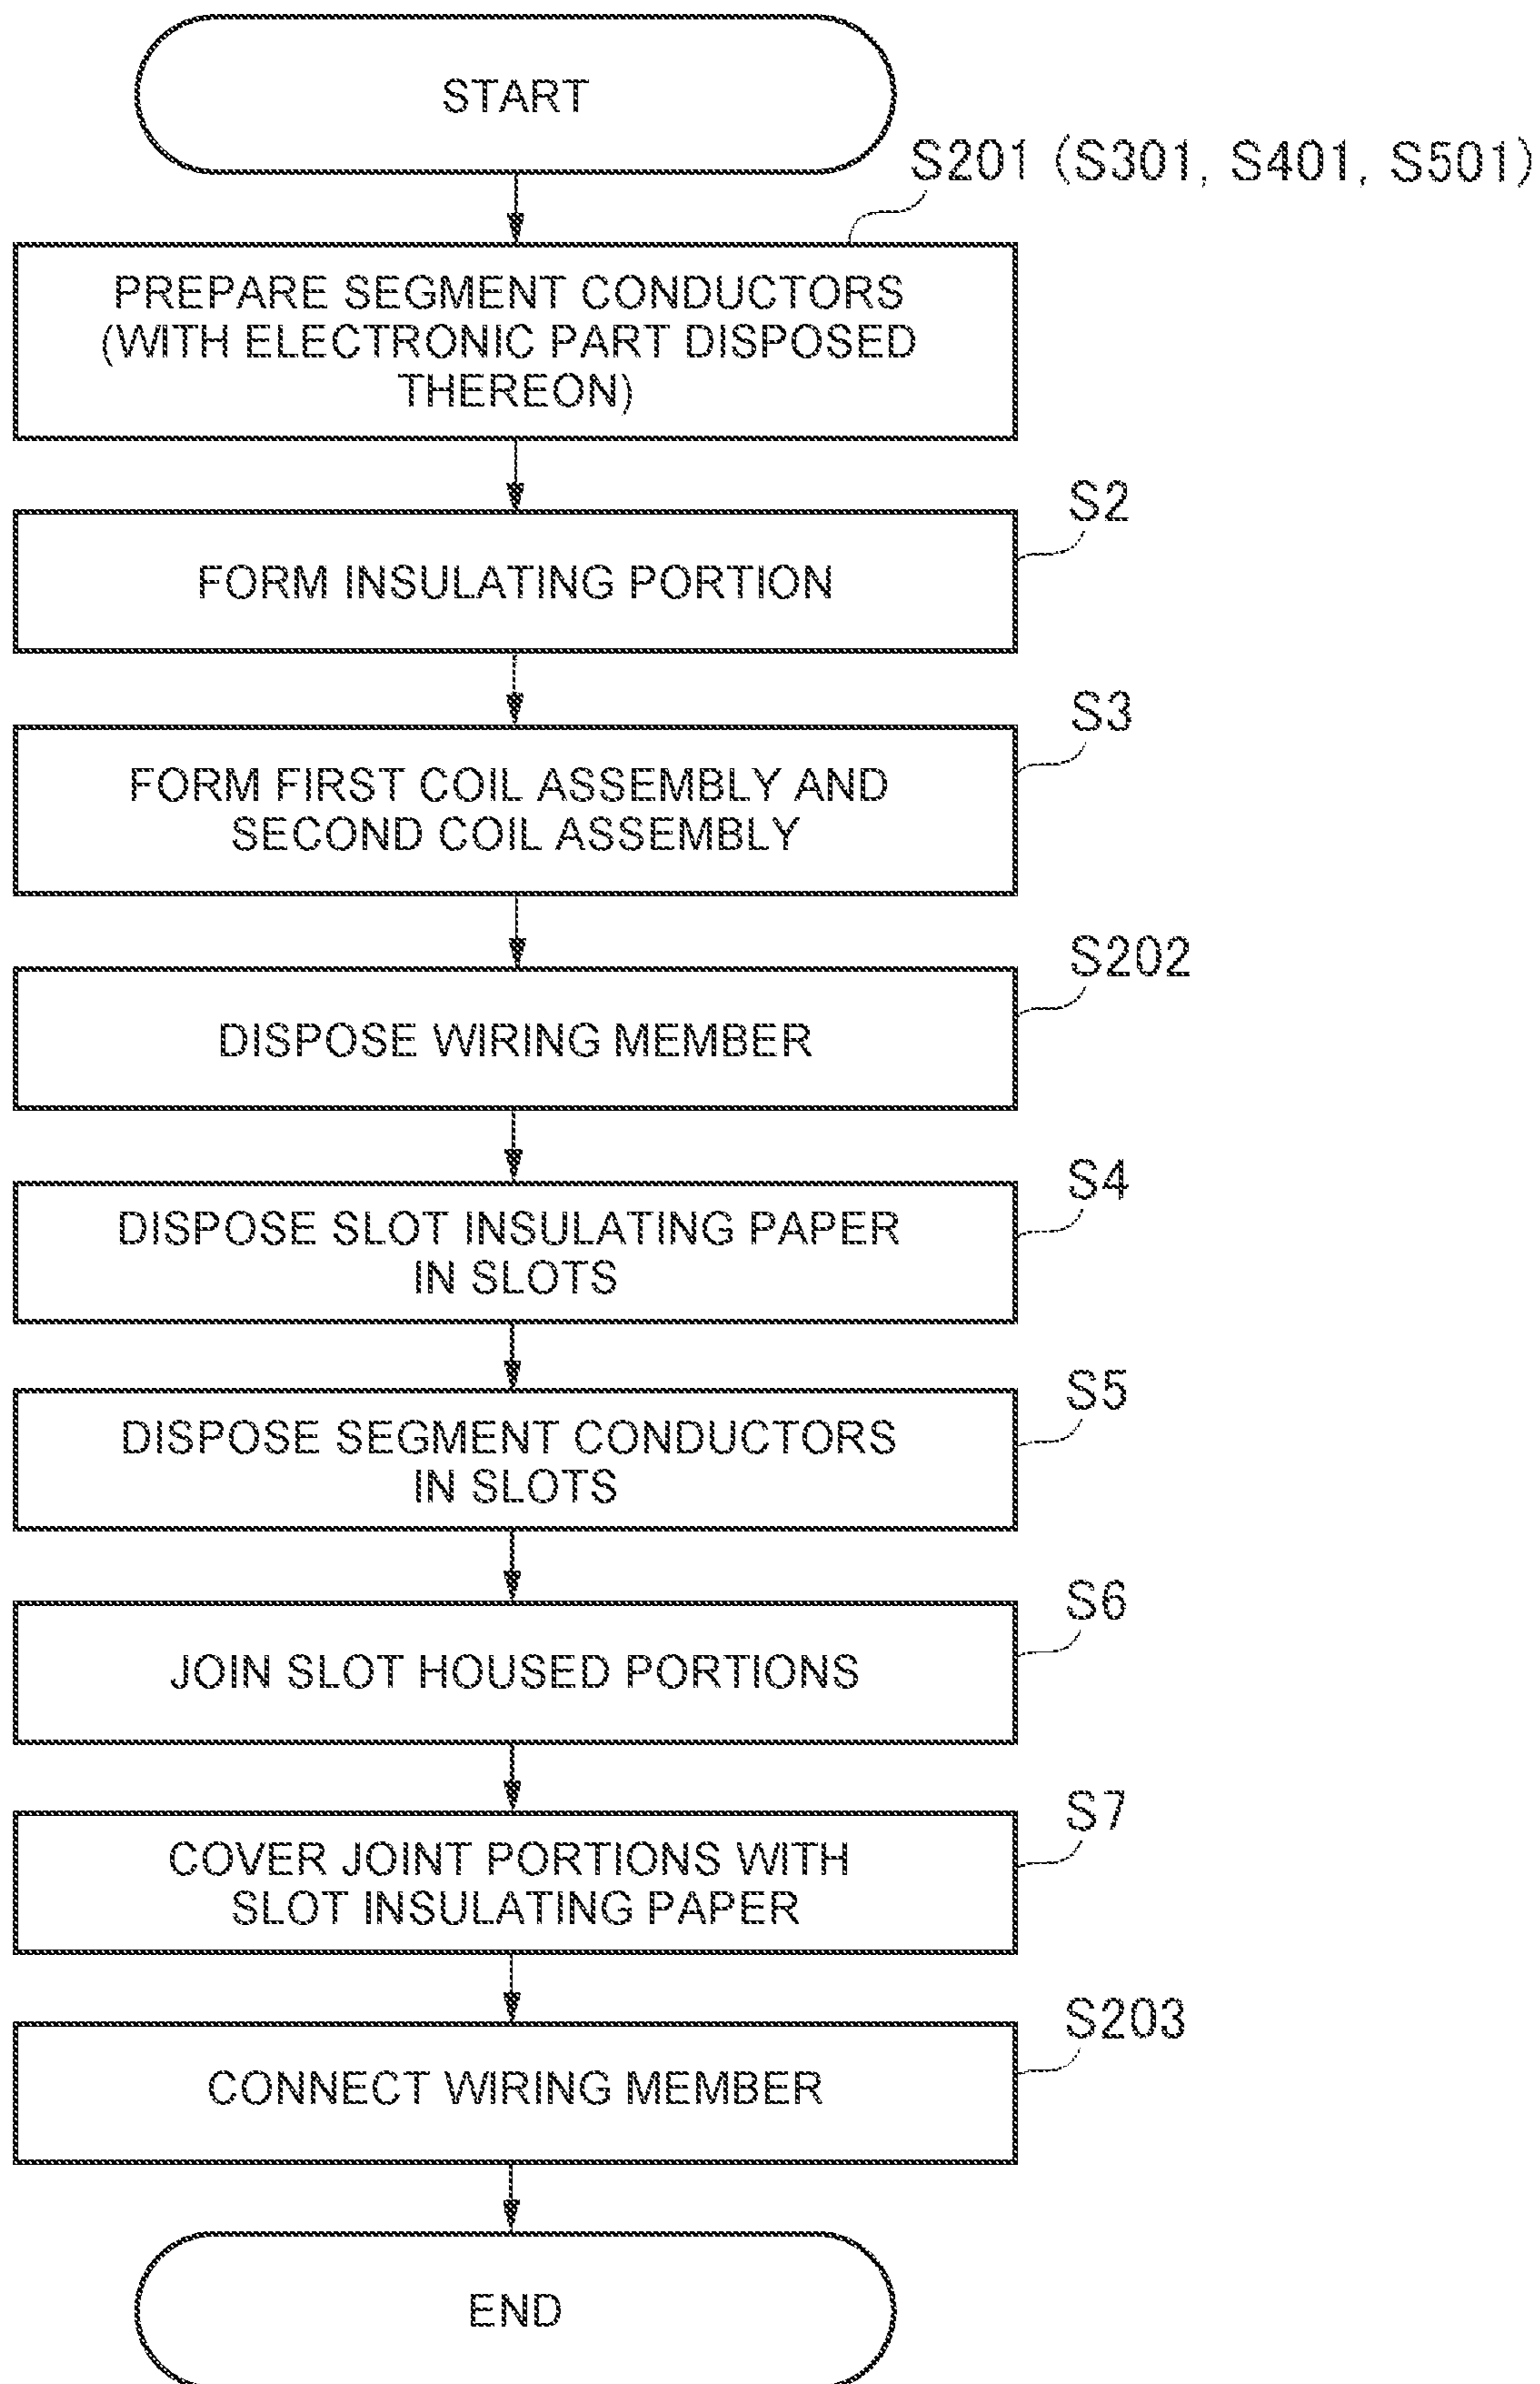 START
S201 (S301, S401, S501)
PREPARE SEGMENT CONDUCTORS
(WITH ELECTRONIC PART DISPOSED
THEREON)
S2
FORM INSULATING PORTION
S3
FORM FIRST COIL ASSEMBLY AND
SECOND COIL ASSEMBLY
S202
DISPOSE WIRING MEMBER
S4
DISPOSE SLOT INSULATING PAPER
IN SLOTS
S5
DISPOSE SEGMENT CONDUCTORS
IN SLOTS
S6
JOIN SLOT HOUSED PORTIONS
S7
COVER JOINT PORTIONS WITH
SLOT INSULATING PAPER
S203
CONNECT WIRING MEMBER
END